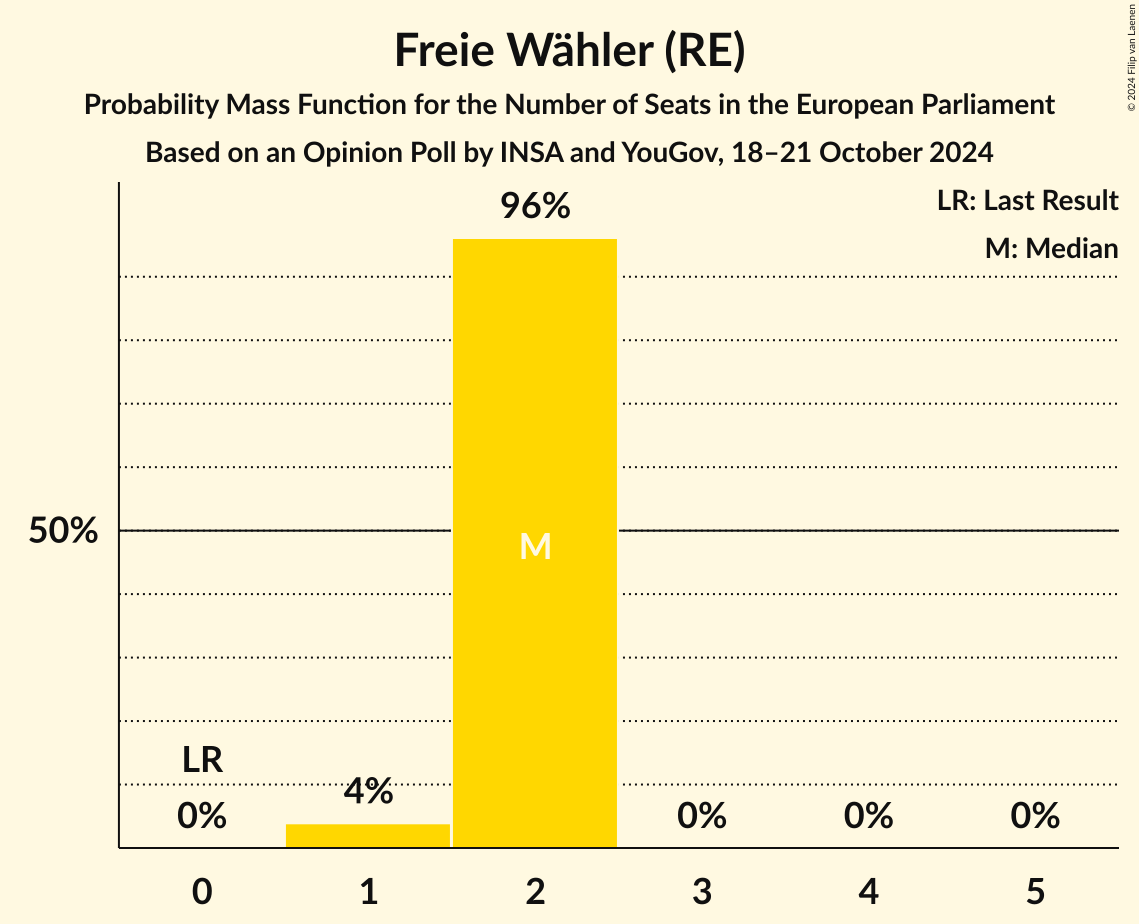 Freie Wähler (RE)
Probability Mass Function for the Number of Seats in the European Parliament
Based on an Opinion Poll by INSA and YouGov, 18–21 October 2024
© 2024 Filip van Laenen
LR: Last Result
M: Median
96%
50%
M
LR
0%
4%
0%
0%
0%
0
1
2
3
4
5